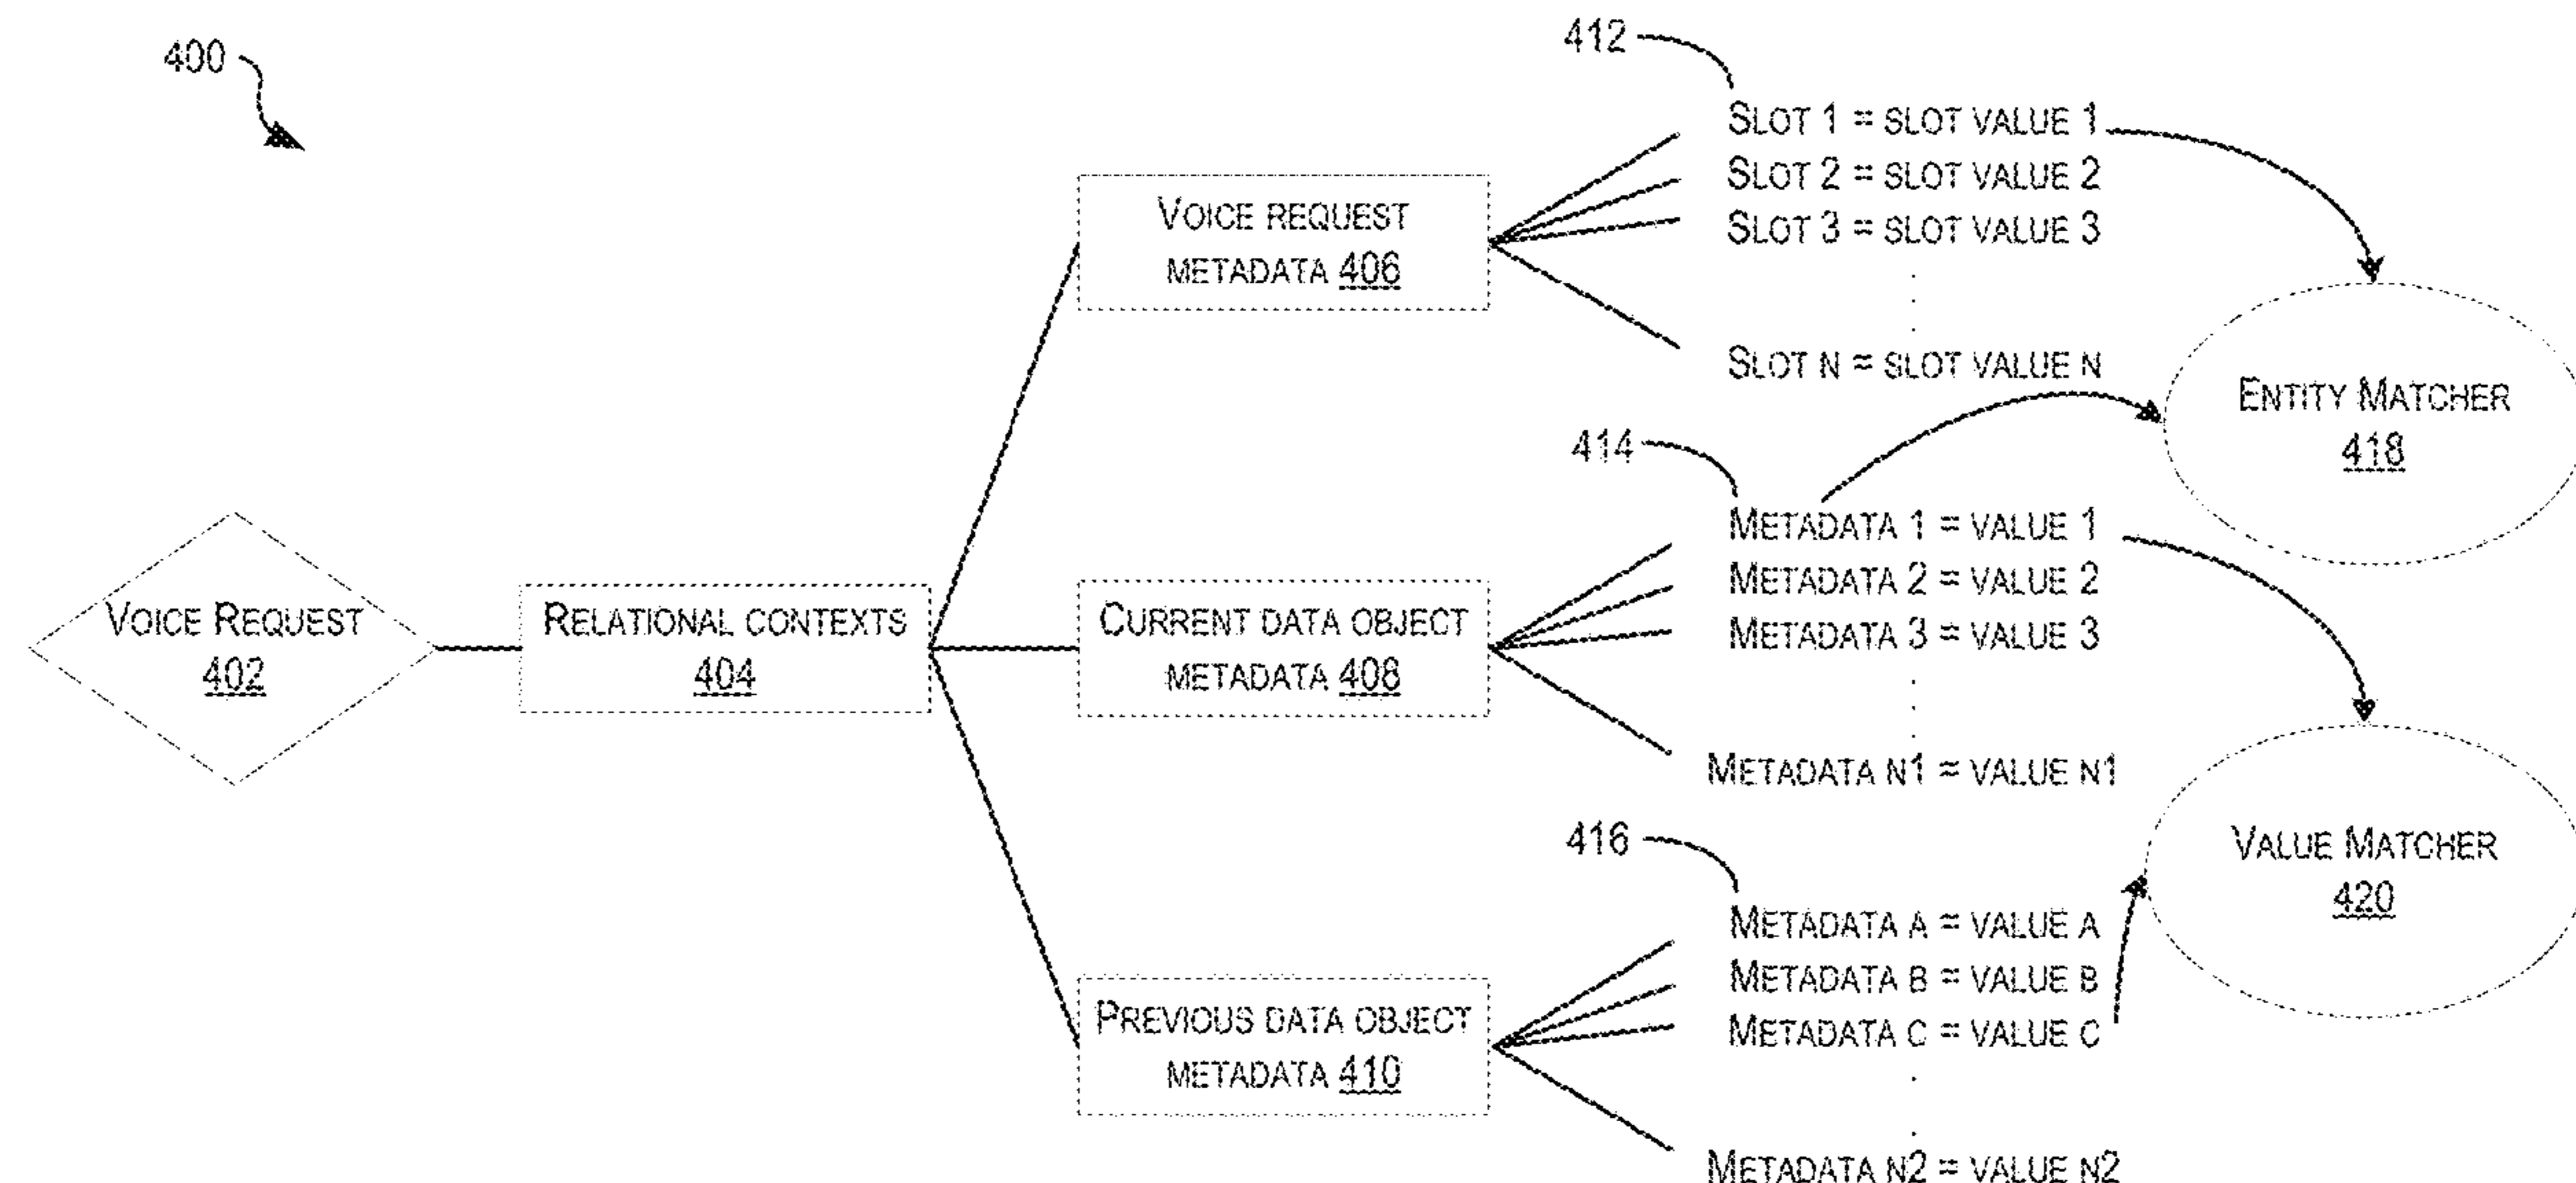 400
VOICE REQUEST
402
RELATIONAL CONTEXTS
404
VOICE REQUEST
METADATA 406
CURRENT DATA OBJECT
METADATA 408
PREVIOUS DATA OBJECT
METADATA 410
412
SLOT 1 = SLOT VALUE 1
SLOT 2 = SLOT VALUE 2
SLOT 3 = SLOT VALUE 3
SLOT N = SLOT VALUE N
414
METADATA 1 = VALUE 1
METADATA 2 = VALUE 2
METADATA 3 = VALUE 3
METADATA N1 = VALUE N1
416
METADATA A = VALUE A
METADATA B = VALUE B
METADATA C = VALUE C
METADATA N2 = VALUE N2
ENTITY MATCHER
418
VALUE MATCHER
420